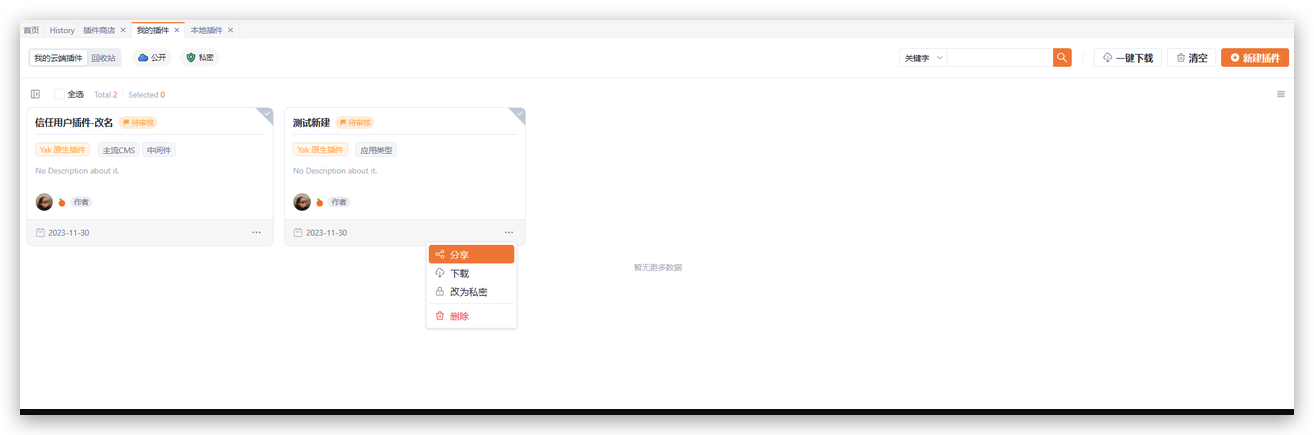 首页 History 插件商店 我的插件 本地插件
我的云端插件 回收站 公开 私密 关键字 一键下载 清空 新建插件
全选 Total 2 Selected 0
信任用户插件-改名 待审核
Yak 原生插件 主流CMS 中间件
No Description about it.
作者
2023-11-30
测试新建 待审核
Yak 原生插件 应用类型
No Description about it.
作者
2023-11-30
分享
下载
改为私密
删除
暂无更多数据